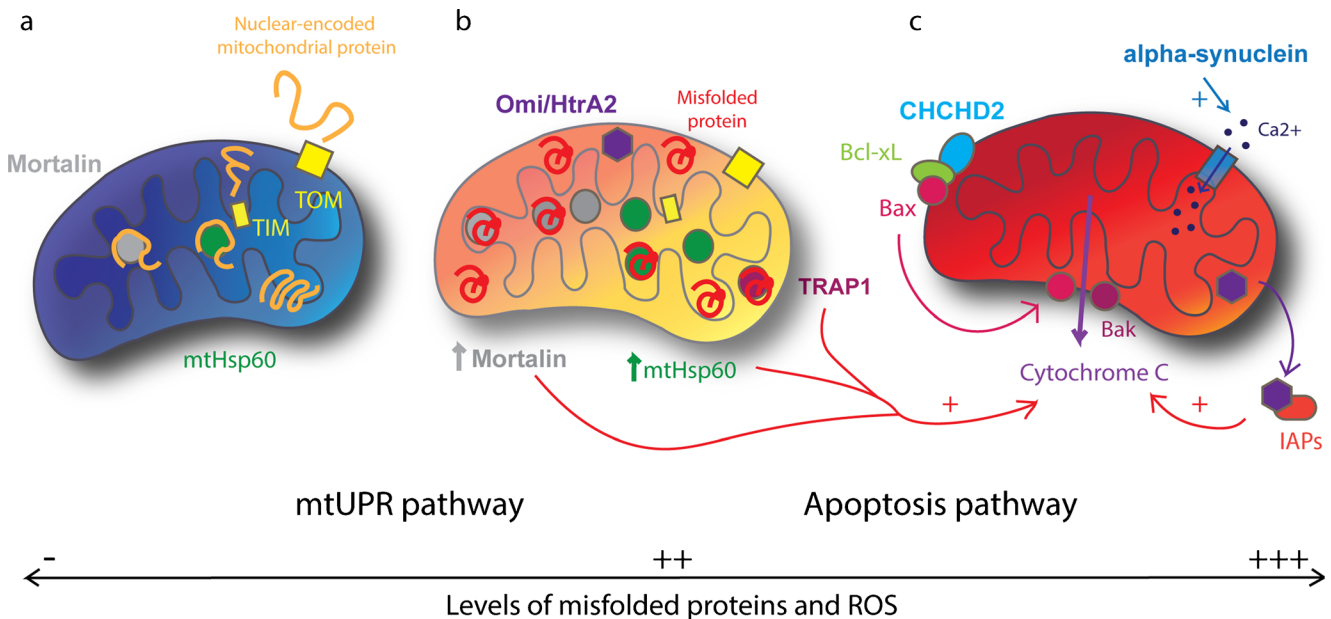 a
Nuclear-encoded
mitochondrial protein
Mortalin
TOM
TIM
mtHsp60
b
Omi/HtrA2
Misfolded
protein
TRAP1
Mortalin
mtHsp60
c
alpha-synuclein
+
Ca2+
CHCHD2
Bcl-xL
Bax
Bak
Cytochrome C
+
+
IAPs
mtUPR pathway
Apoptosis pathway
-
++
+++
Levels of misfolded proteins and ROS